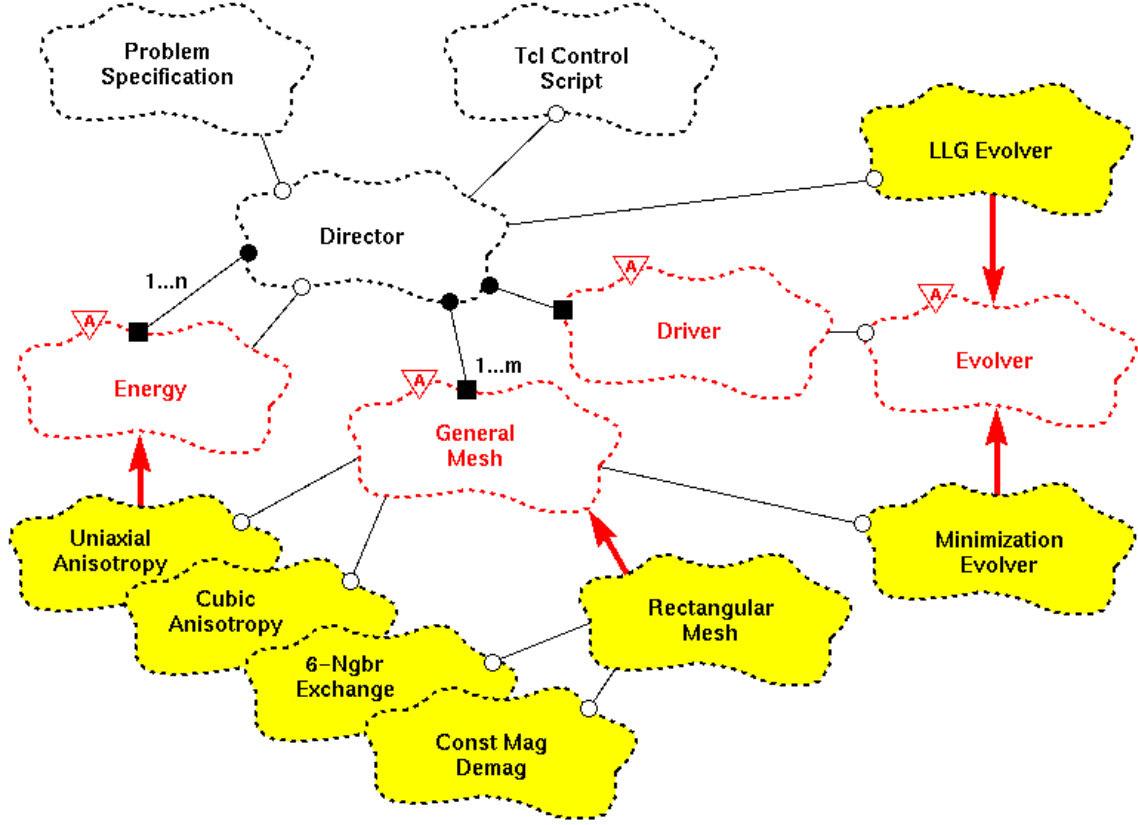 Problem
Specification
Tcl Control
Script
LLG Evolver
Director
1...n
A
A
A
Driver
Evolver
Energy
1...m
A
General
Mesh
Uniaxial
Anisotropy
Minimization
Evolver
Cubic
Anisotropy
Rectangular
Mesh
6-Ngbr
Exchange
Const Mag
Demag